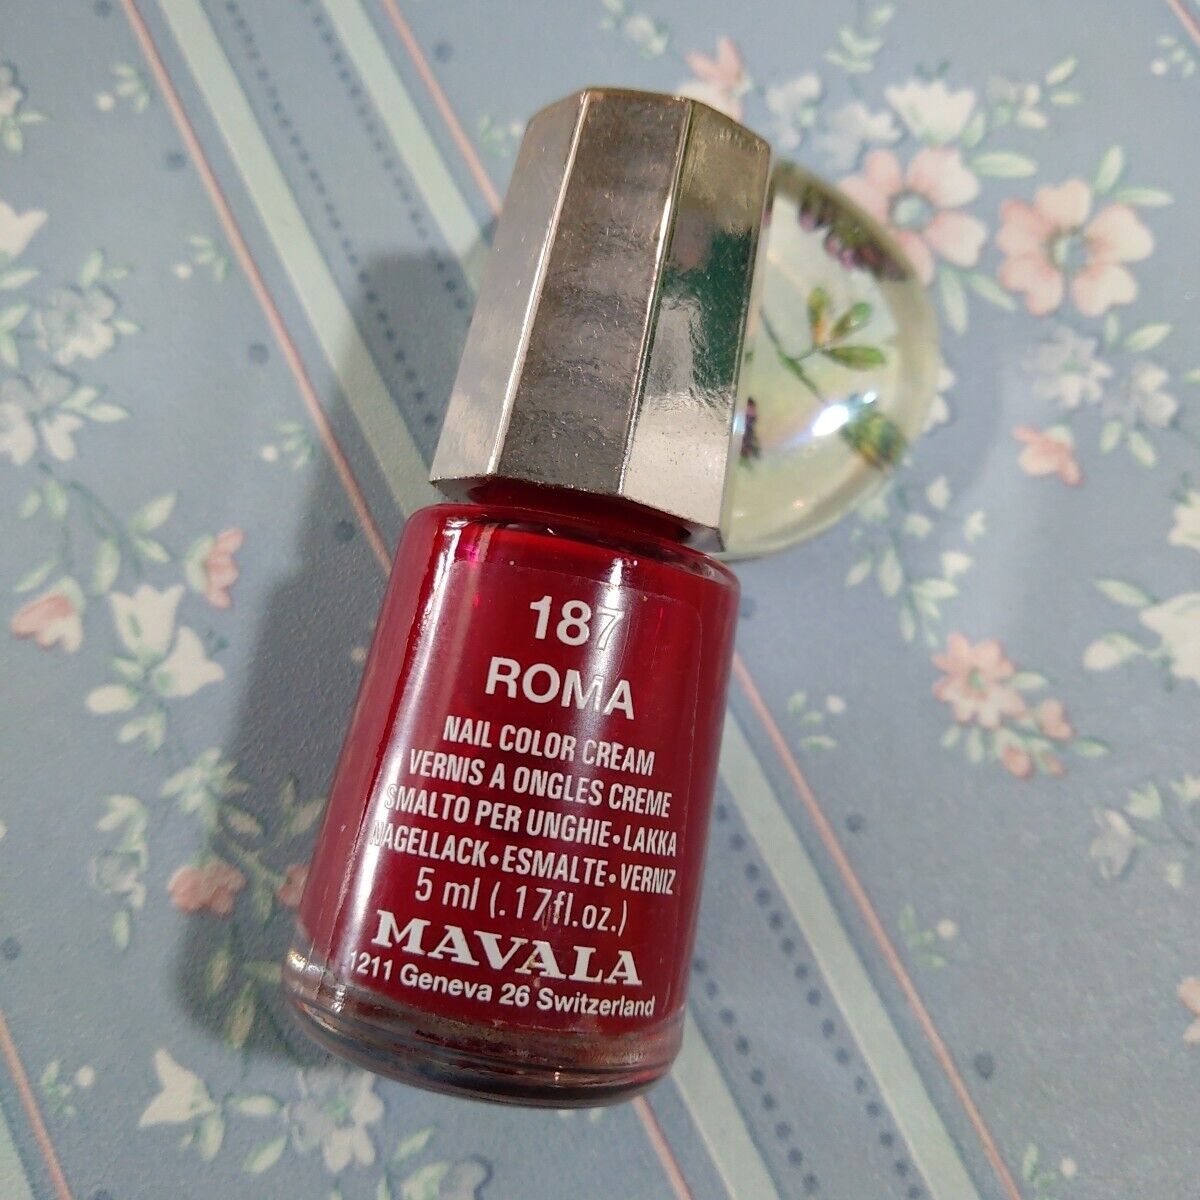 187
ROMA
NAIL COLOR CREAM
VERNIS A ONGLES CREME
SMALTO PER UNGHIE•LAKKA
NAGELLACK•ESMALTE•VERNIZ
5 ml (.17fl.oz.)
MAVALA
1211 Geneva 26 Switzerland